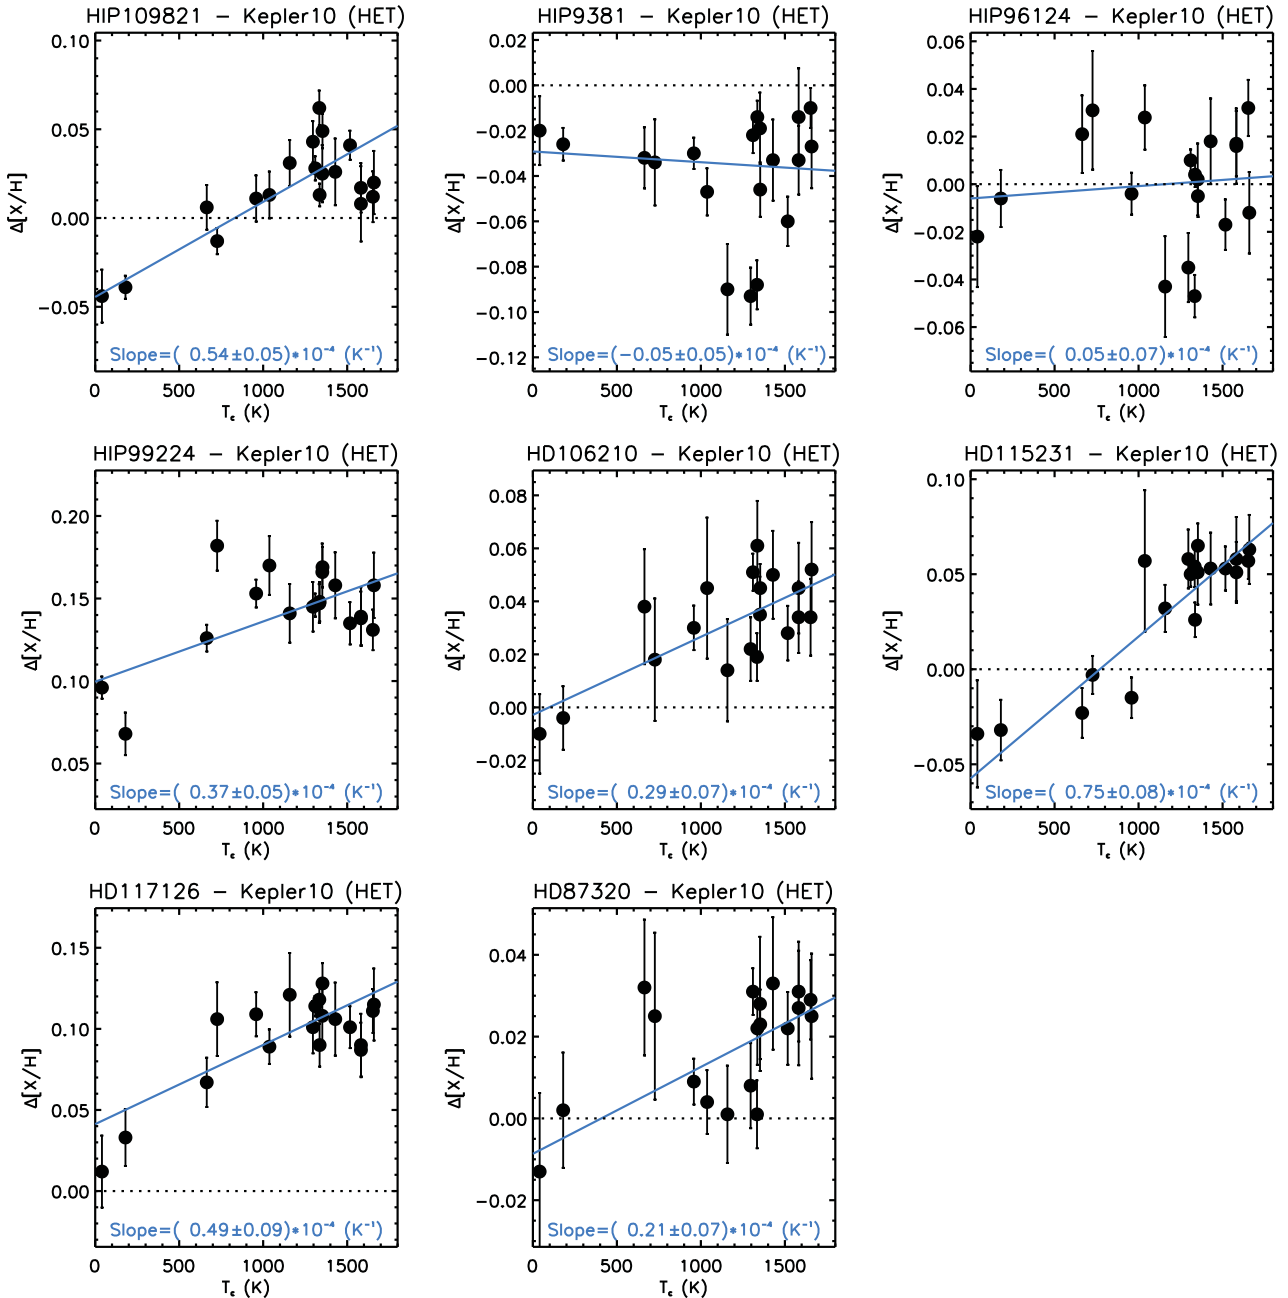 HIP109821 − Kepler10 (HET)
0.10
0.05
0.00
−0.05
Δ[X/H]
Slope=( 0.54±0.05)*10⁻⁴ (K⁻¹)
0 500 1000 1500
T_c (K)
HIP9381 − Kepler10 (HET)
0.02
0.00
−0.02
−0.04
−0.06
−0.08
−0.10
−0.12
Δ[X/H]
Slope=(−0.05±0.05)*10⁻⁴ (K⁻¹)
0 500 1000 1500
T_c (K)
HIP96124 − Kepler10 (HET)
0.06
0.04
0.02
0.00
−0.02
−0.04
−0.06
Δ[X/H]
Slope=( 0.05±0.07)*10⁻⁴ (K⁻¹)
0 500 1000 1500
T_c (K)
HIP99224 − Kepler10 (HET)
0.20
0.15
0.10
0.05
Δ[X/H]
Slope=( 0.37±0.05)*10⁻⁴ (K⁻¹)
0 500 1000 1500
T_c (K)
HD106210 − Kepler10 (HET)
0.08
0.06
0.04
0.02
0.00
−0.02
Δ[X/H]
Slope=( 0.29±0.07)*10⁻⁴ (K⁻¹)
0 500 1000 1500
T_c (K)
HD115231 − Kepler10 (HET)
0.10
0.05
0.00
−0.05
Δ[X/H]
Slope=( 0.75±0.08)*10⁻⁴ (K⁻¹)
0 500 1000 1500
T_c (K)
HD117126 − Kepler10 (HET)
0.15
0.10
0.05
0.00
Δ[X/H]
Slope=( 0.49±0.09)*10⁻⁴ (K⁻¹)
0 500 1000 1500
T_c (K)
HD87320 − Kepler10 (HET)
0.04
0.02
0.00
−0.02
Δ[X/H]
Slope=( 0.21±0.07)*10⁻⁴ (K⁻¹)
0 500 1000 1500
T_c (K)